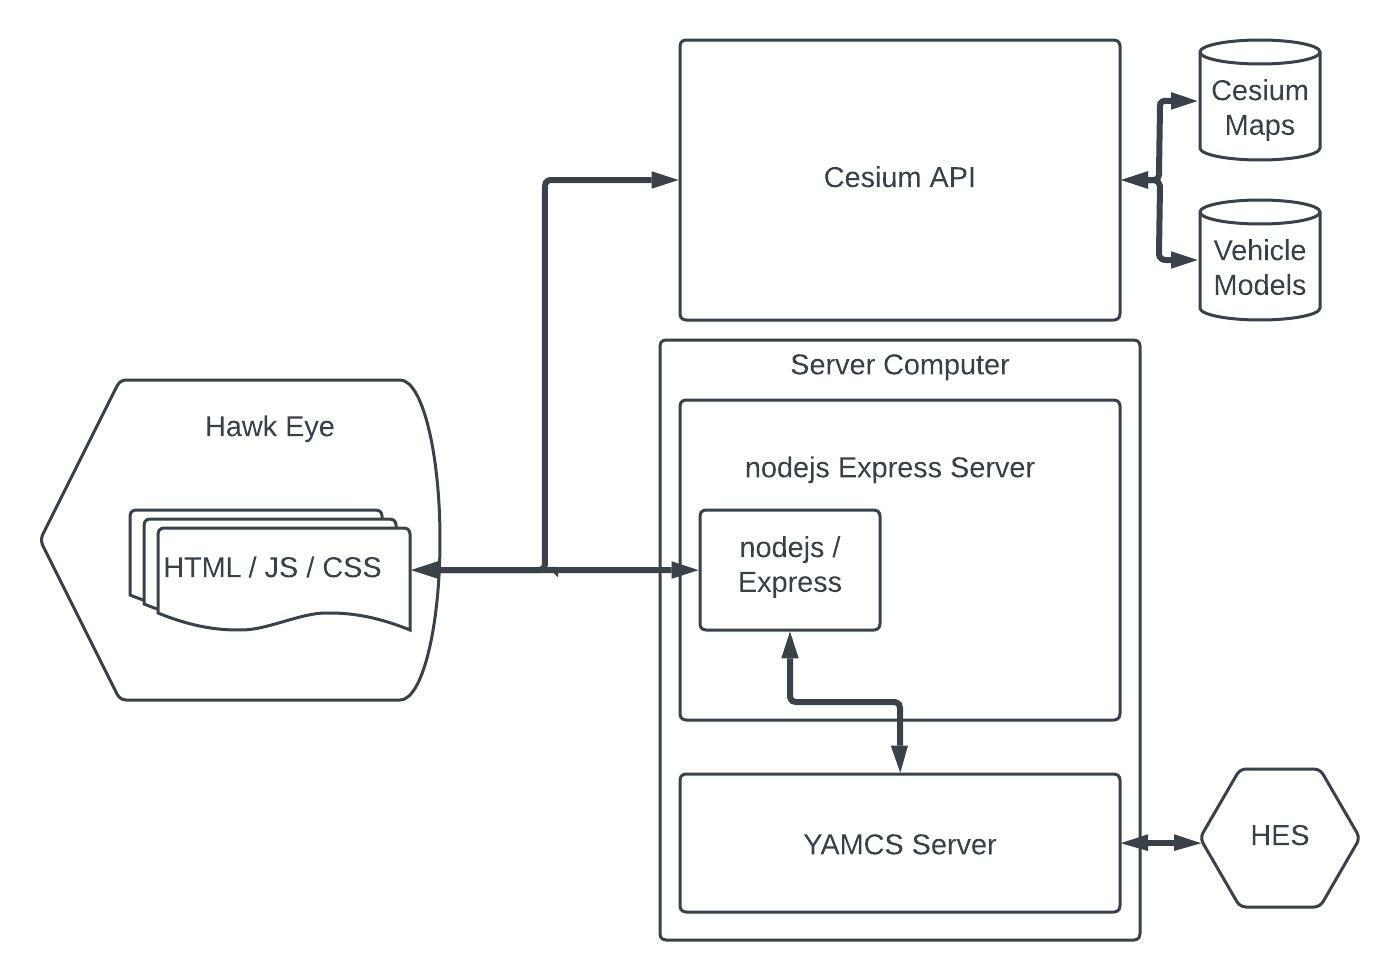 Cesium API
Cesium
Maps
Vehicle
Models
Server Computer
Hawk Eye
HTML / JS / CSS
nodejs Express Server
nodejs /
Express
YAMCS Server
HES